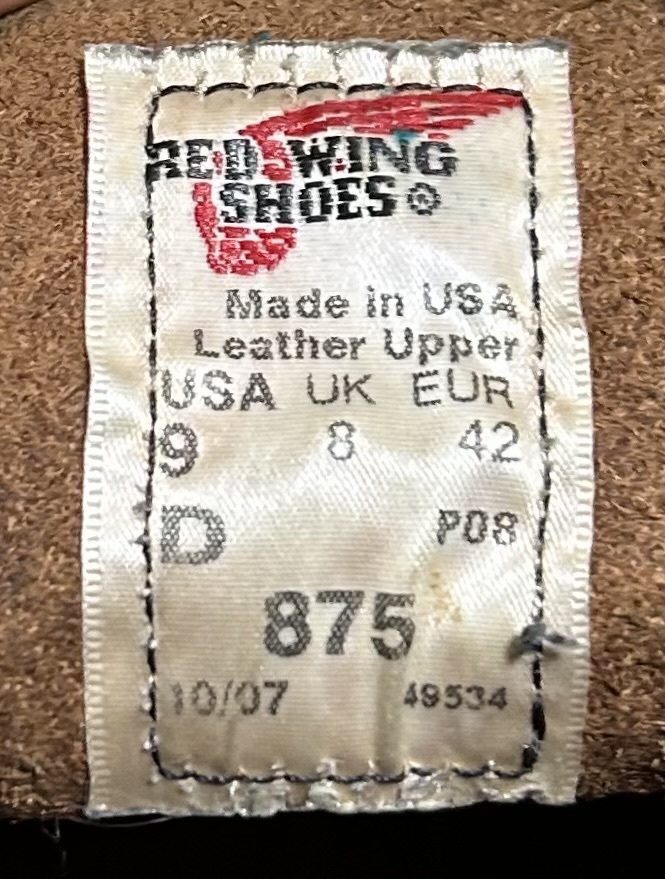 RED WING
SHOES®
Made in USA
Leather Upper
USA UK EUR
9 8 42
D P08
875
10/07 49534